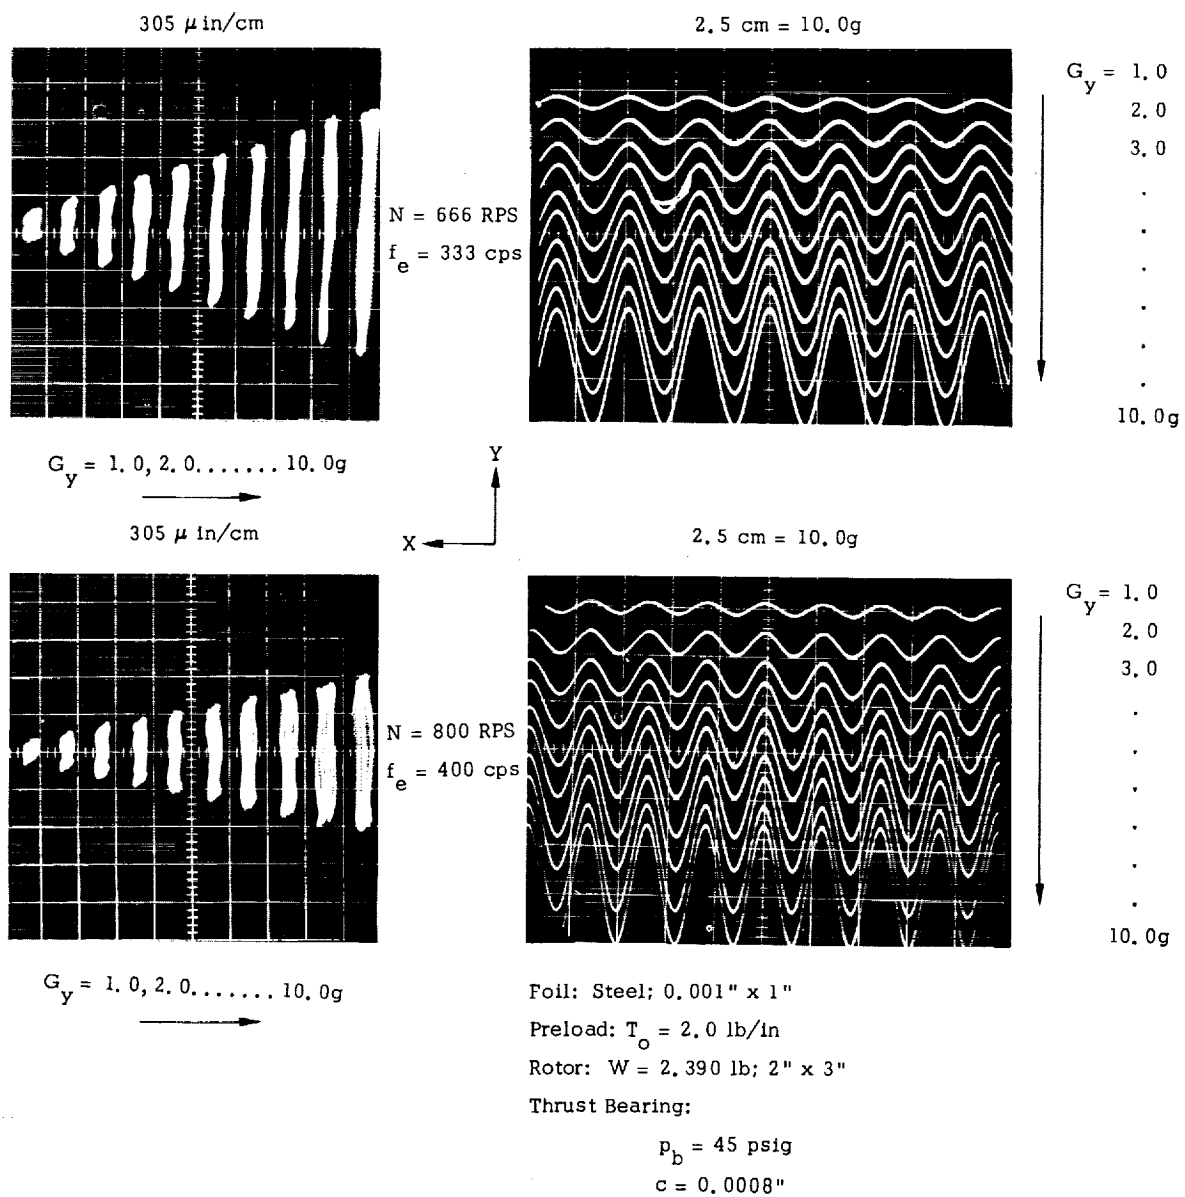 305 μ in/cm
2.5 cm = 10.0g
G_y = 1.0
2.0
3.0
.
.
.
.
.
.
10.0g
N = 666 RPS
f_e = 333 cps
G_y = 1.0, 2.0....... 10.0g
Y
X
305 μ in/cm
2.5 cm = 10.0g
G_y = 1.0
2.0
3.0
.
.
.
.
.
.
10.0g
N = 800 RPS
f_e = 400 cps
G_y = 1.0, 2.0....... 10.0g
Foil: Steel; 0.001" x 1"
Preload: T_o = 2.0 lb/in
Rotor: W = 2.390 lb; 2" x 3"
Thrust Bearing:
p_b = 45 psig
c = 0.0008"